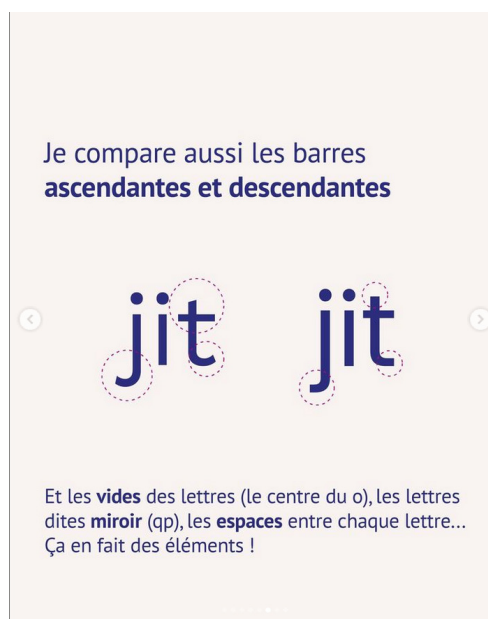 Je compare aussi les barres
ascendantes et descendantes
jit jit
Et les vides des lettres (le centre du o), les lettres
dites miroir (qp), les espaces entre chaque lettre...
Ça en fait des éléments !